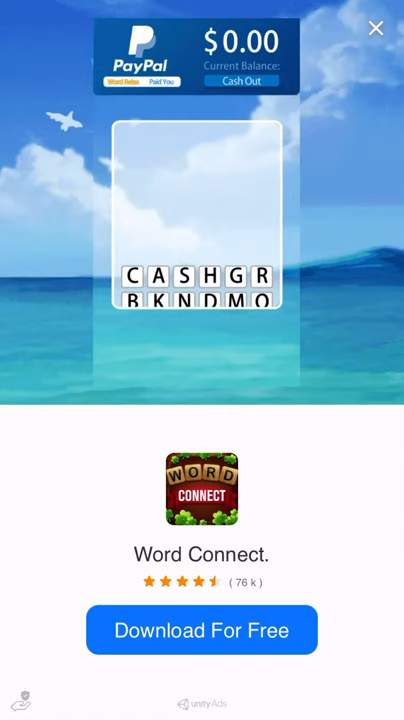 PayPal
Word Relax Paid You
$0.00
Current Balance:
Cash Out
CASHGR
BKNDMO
WORD
CONNECT
Word Connect.
( 76 k )
Download For Free
unityAds